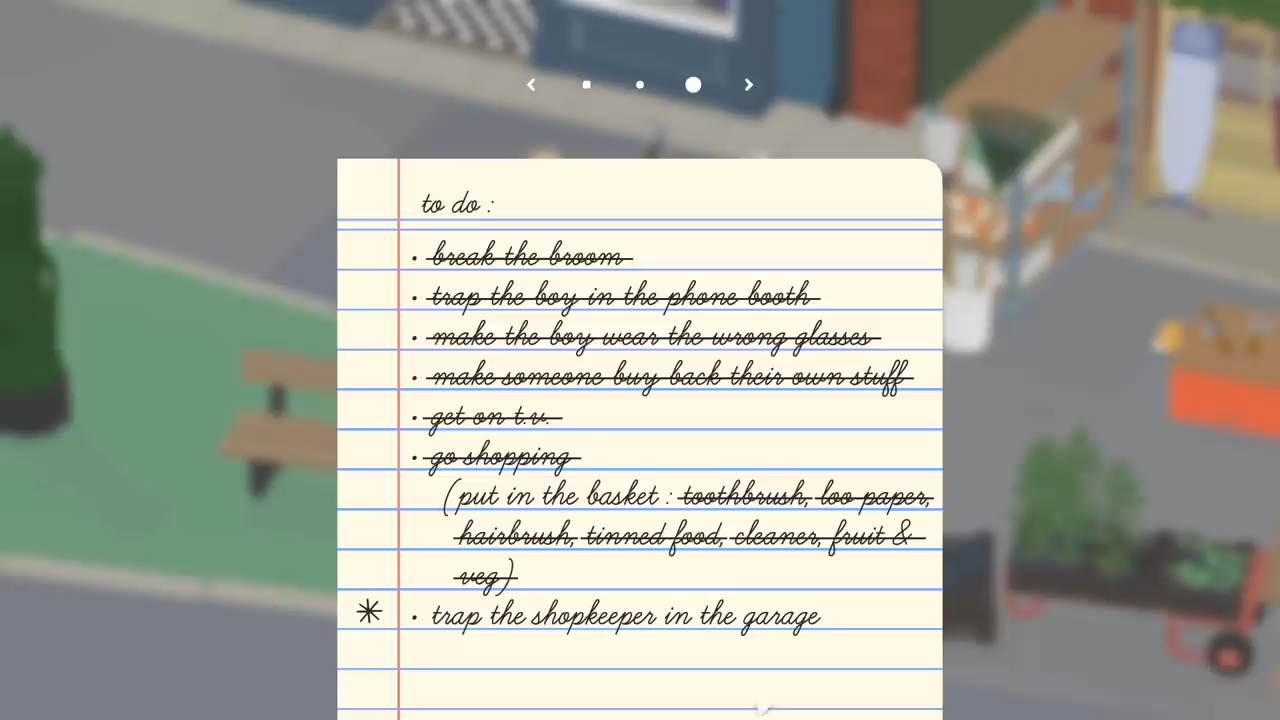 to do :
• break the broom
• trap the boy in the phone booth
• make the boy wear the wrong glasses
• make someone buy back their own stuff
• get on t.v.
• go shopping
(put in the basket : toothbrush, loo paper,
hairbrush, tinned food, cleaner, fruit &
veg)
* • trap the shopkeeper in the garage